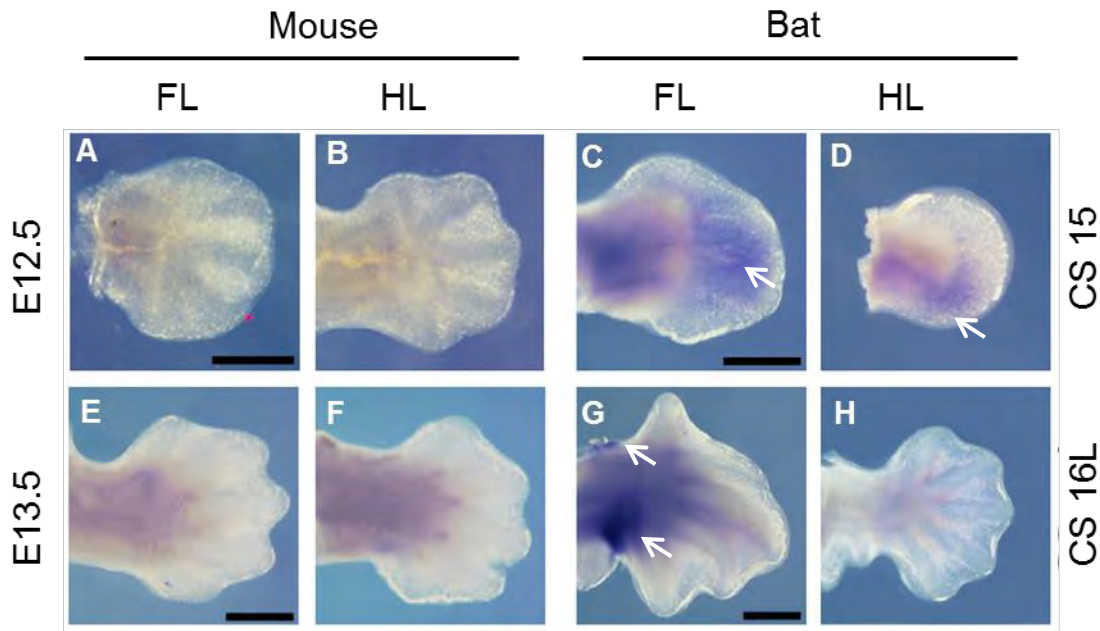 Mouse Bat
FL HL FL HL
E12.5
A B C D
CS 15
E13.5
E F G H
CS 16L